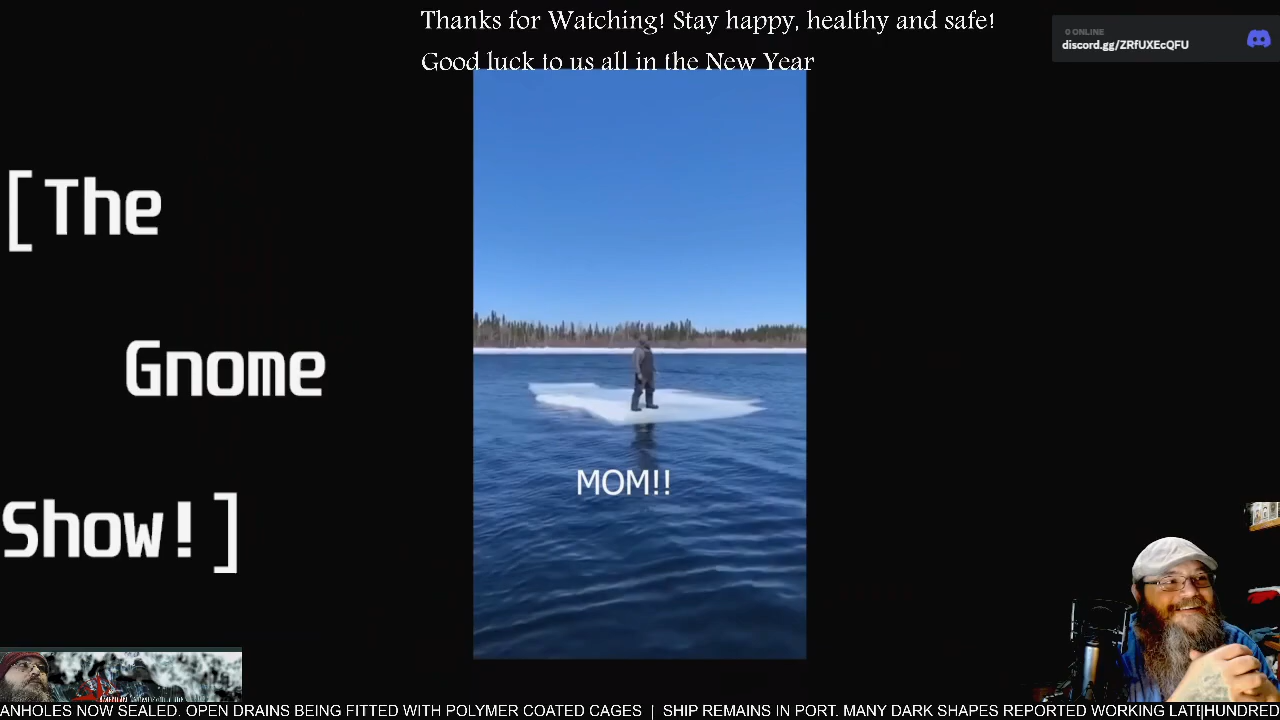 Thanks for Watching! Stay happy, healthy and safe!
Good luck to us all in the New Year
0 ONLINE
discord.gg/ZRfUXEcQFU
[The
Gnome
Show!]
MOM!!
ANHOLES NOW SEALED. OPEN DRAINS BEING FITTED WITH POLYMER COATED CAGES | SHIP REMAINS IN PORT. MANY DARK SHAPES REPORTED WORKING LATE|HUNDRED